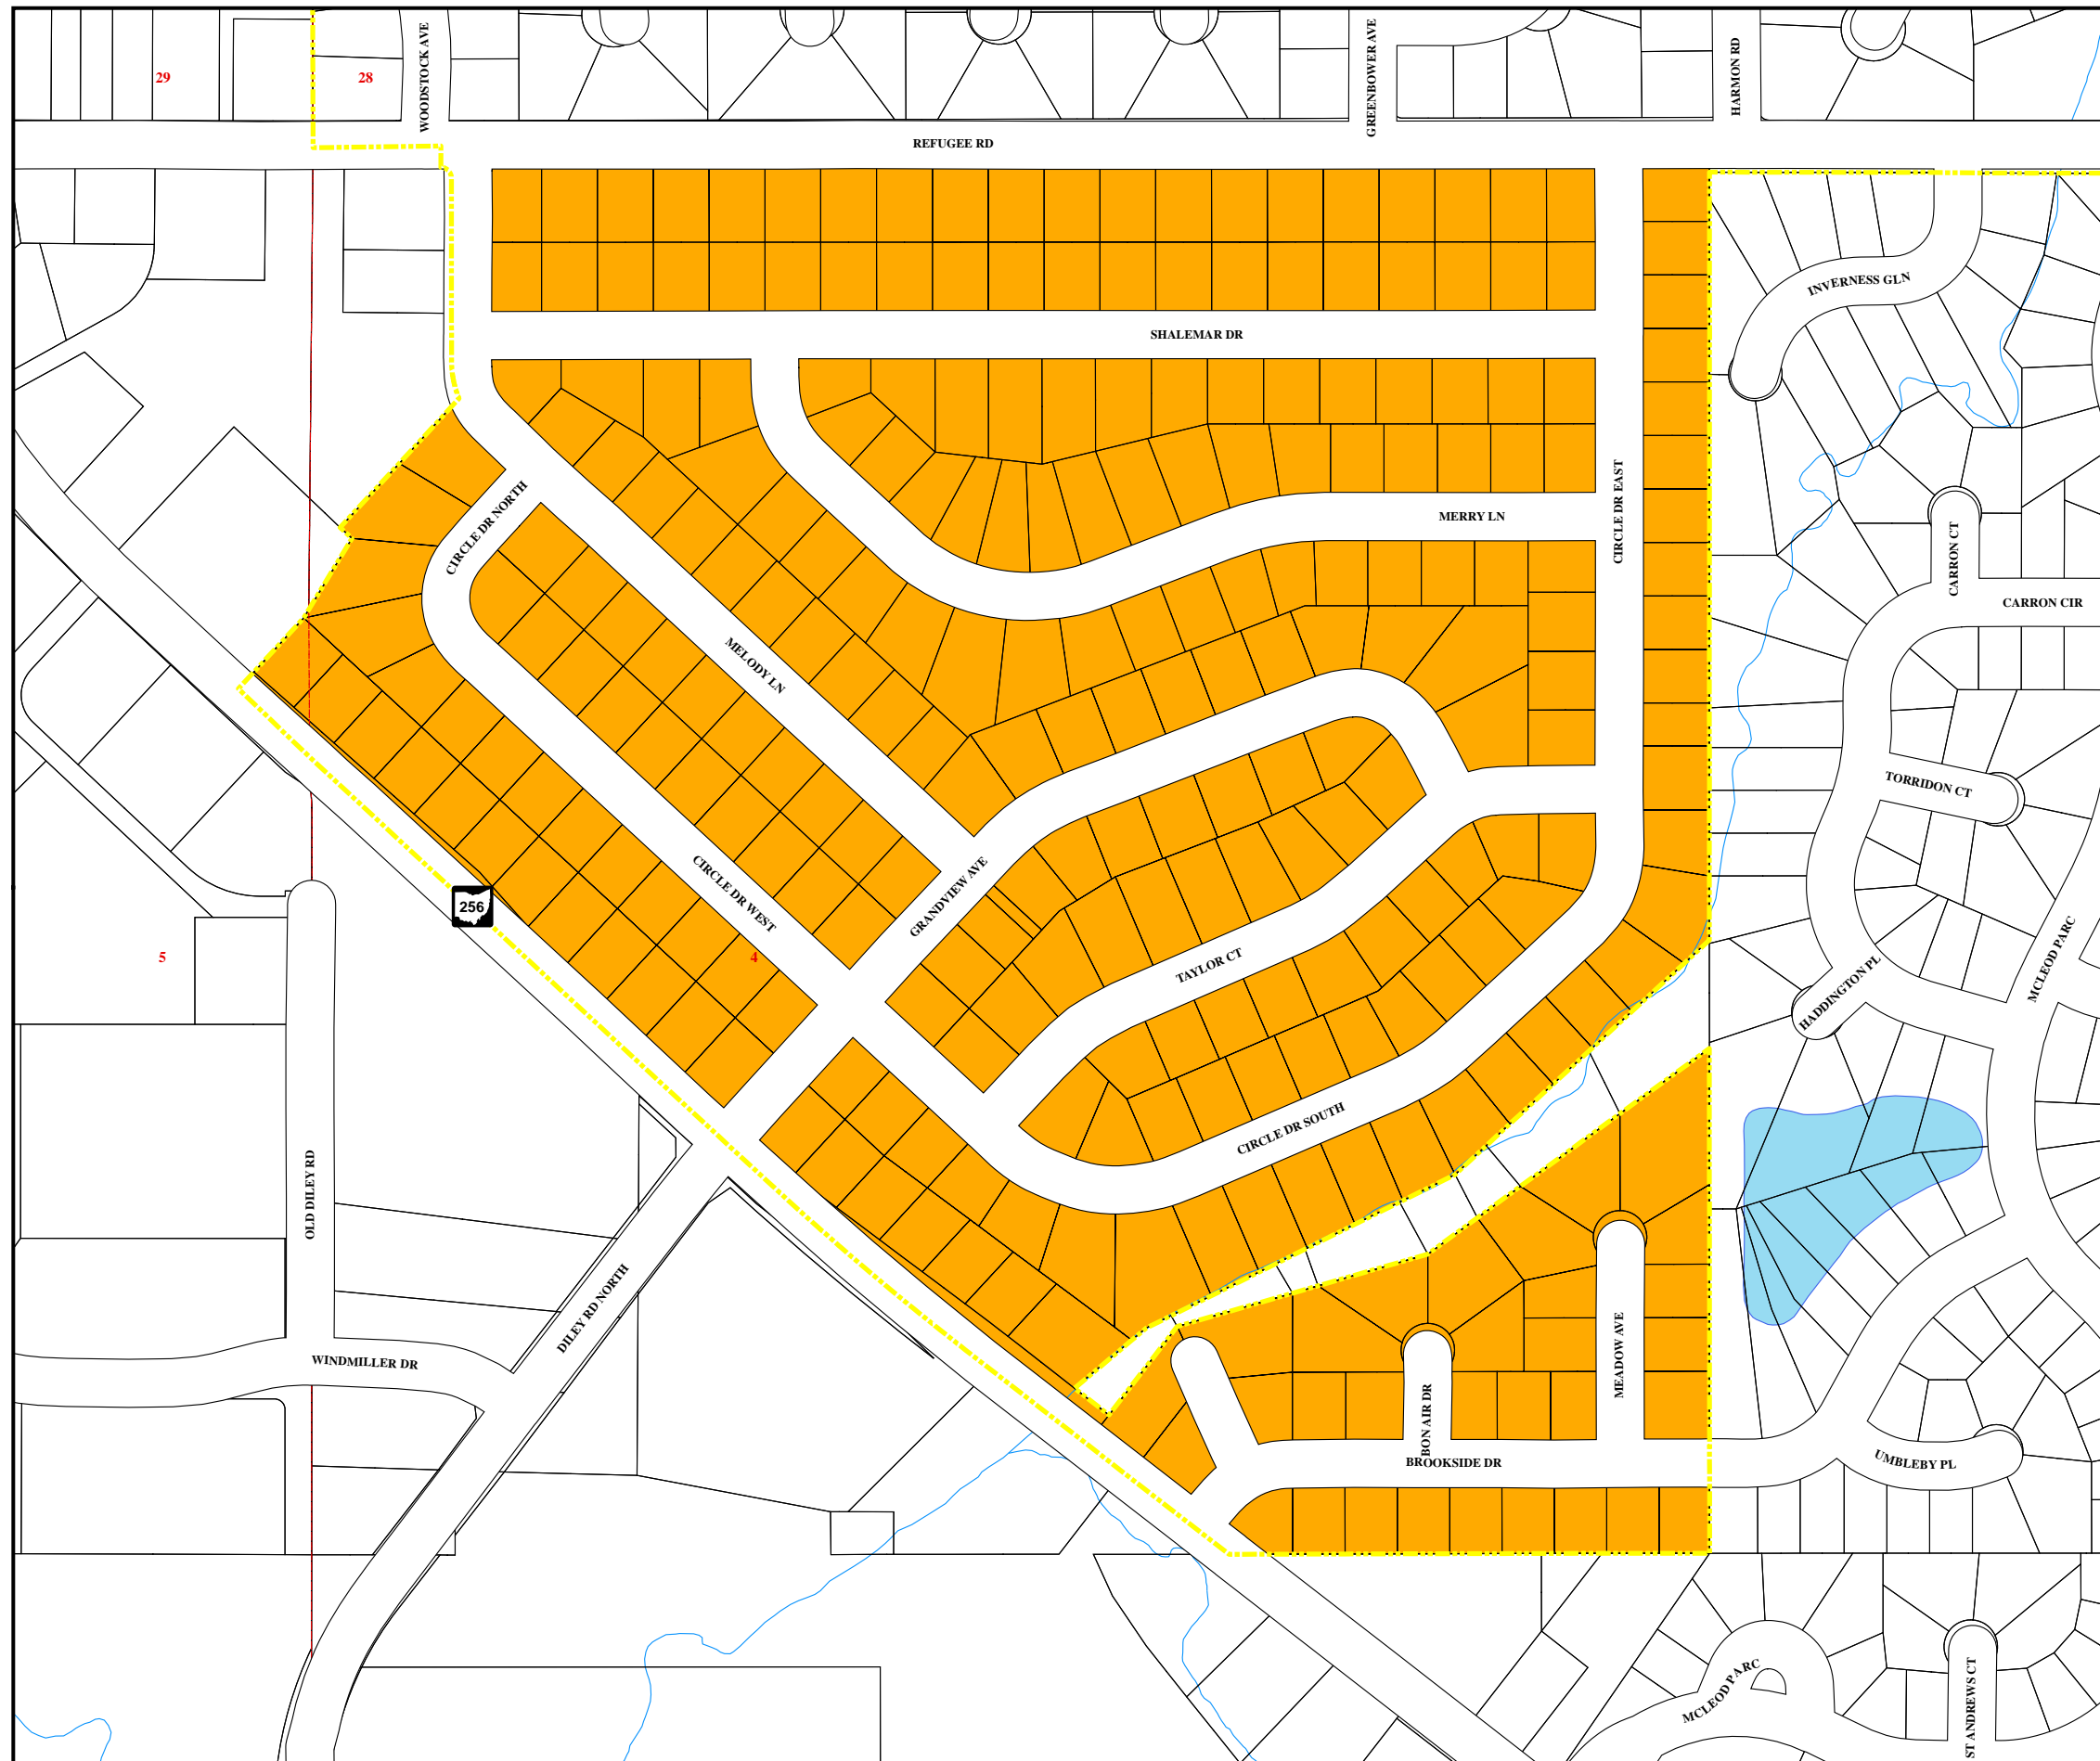 WOODSTOCK AVE
GREENBOWER AVE
HARMON RD
29
28
REFUGEE RD
INVERNESS GLN
SHALEMAR DR
CIRCLE DR NORTH
MERRY LN
CIRCLE DR EAST
CARRON CT
CARRON CIR
MELODY LN
TORRIDON CT
CIRCLE DR WEST
GRANDVIEW AVE
256
5
4
TAYLOR CT
MCLEOD PARC
HADDINGTON PL
CIRCLE DR SOUTH
OLD DILEY RD
DILEY RD NORTH
WINDMILLER DR
MEADOW AVE
BON AIR DR
BROOKSIDE DR
UMBLEBY PL
MCLEOD PARC
ST ANDREWS CT